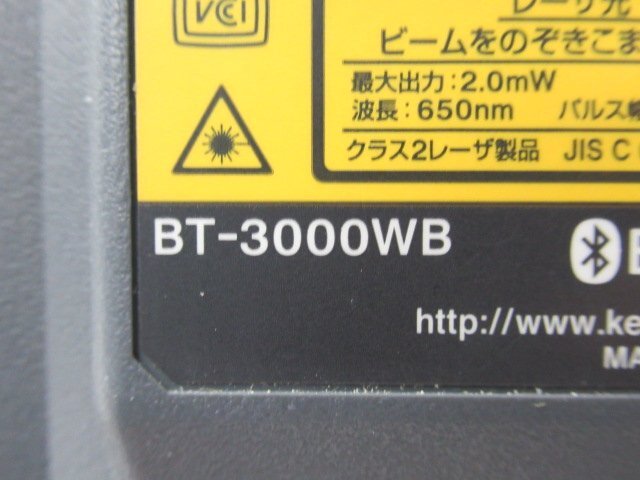 VCI
レーザ光
ビームをのぞきこま
最大出力:2.0mW
波長:650nm パルス幅
クラス2レーザ製品 JIS C
BT-3000WB
http://www.ke
MA